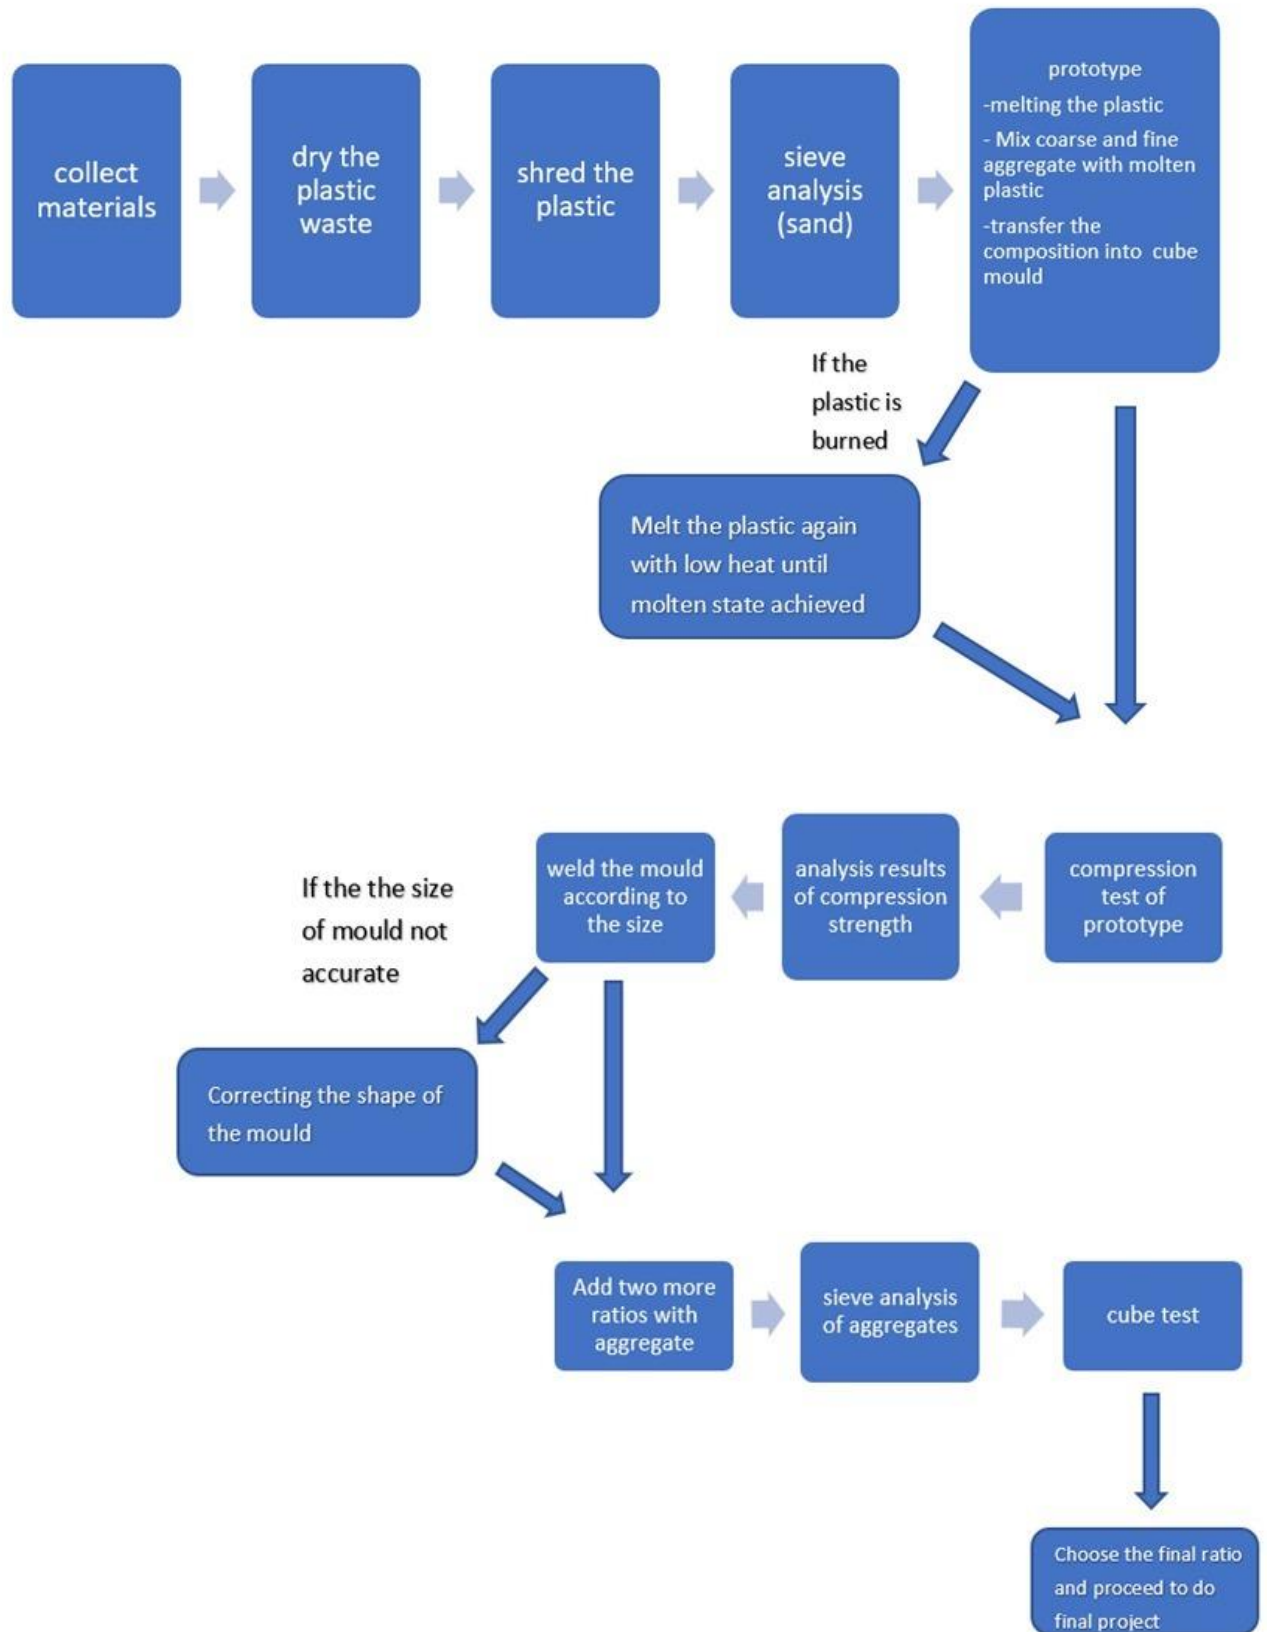 collect
materials
dry the
plastic
waste
shred the
plastic
sieve
analysis
(sand)
prototype
-melting the plastic
- Mix coarse and fine
aggregate with molten
plastic
-transfer the
composition into cube
mould
If the
plastic is
burned
Melt the plastic again
with low heat until
molten state achieved
compression
test of
prototype
analysis results
of compression
strength
weld the mould
according to
the size
If the the size
of mould not
accurate
Correcting the shape of
the mould
Add two more
ratios with
aggregate
sieve analysis
of aggregates
cube test
Choose the final ratio
and proceed to do
final project